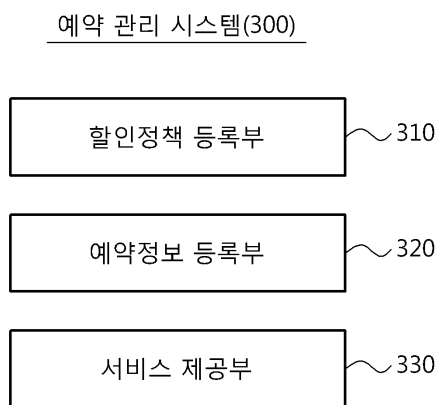 예약 관리 시스템(300)
할인정책 등록부 310
예약정보 등록부 320
서비스 제공부 330